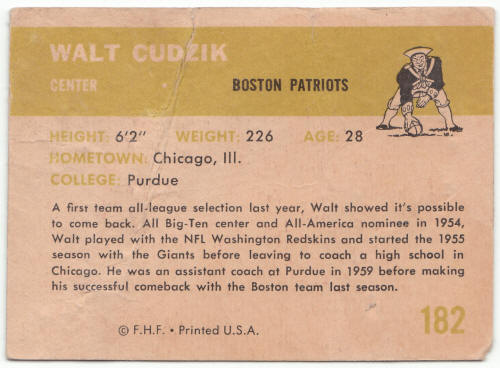 WALT CUDZIK
CENTER BOSTON PATRIOTS
HEIGHT: 6'2" WEIGHT: 226 AGE: 28
HOMETOWN: Chicago, Ill.
COLLEGE: Purdue
A first team all-league selection last year, Walt showed it's possible
to come back. All Big-Ten center and All-America nominee in 1954,
Walt played with the NFL Washington Redskins and started the 1955
season with the Giants before leaving to coach a high school in
Chicago. He was an assistant coach at Purdue in 1959 before making
his successful comeback with the Boston team last season.
182
© F.H.F. • Printed U.S.A.